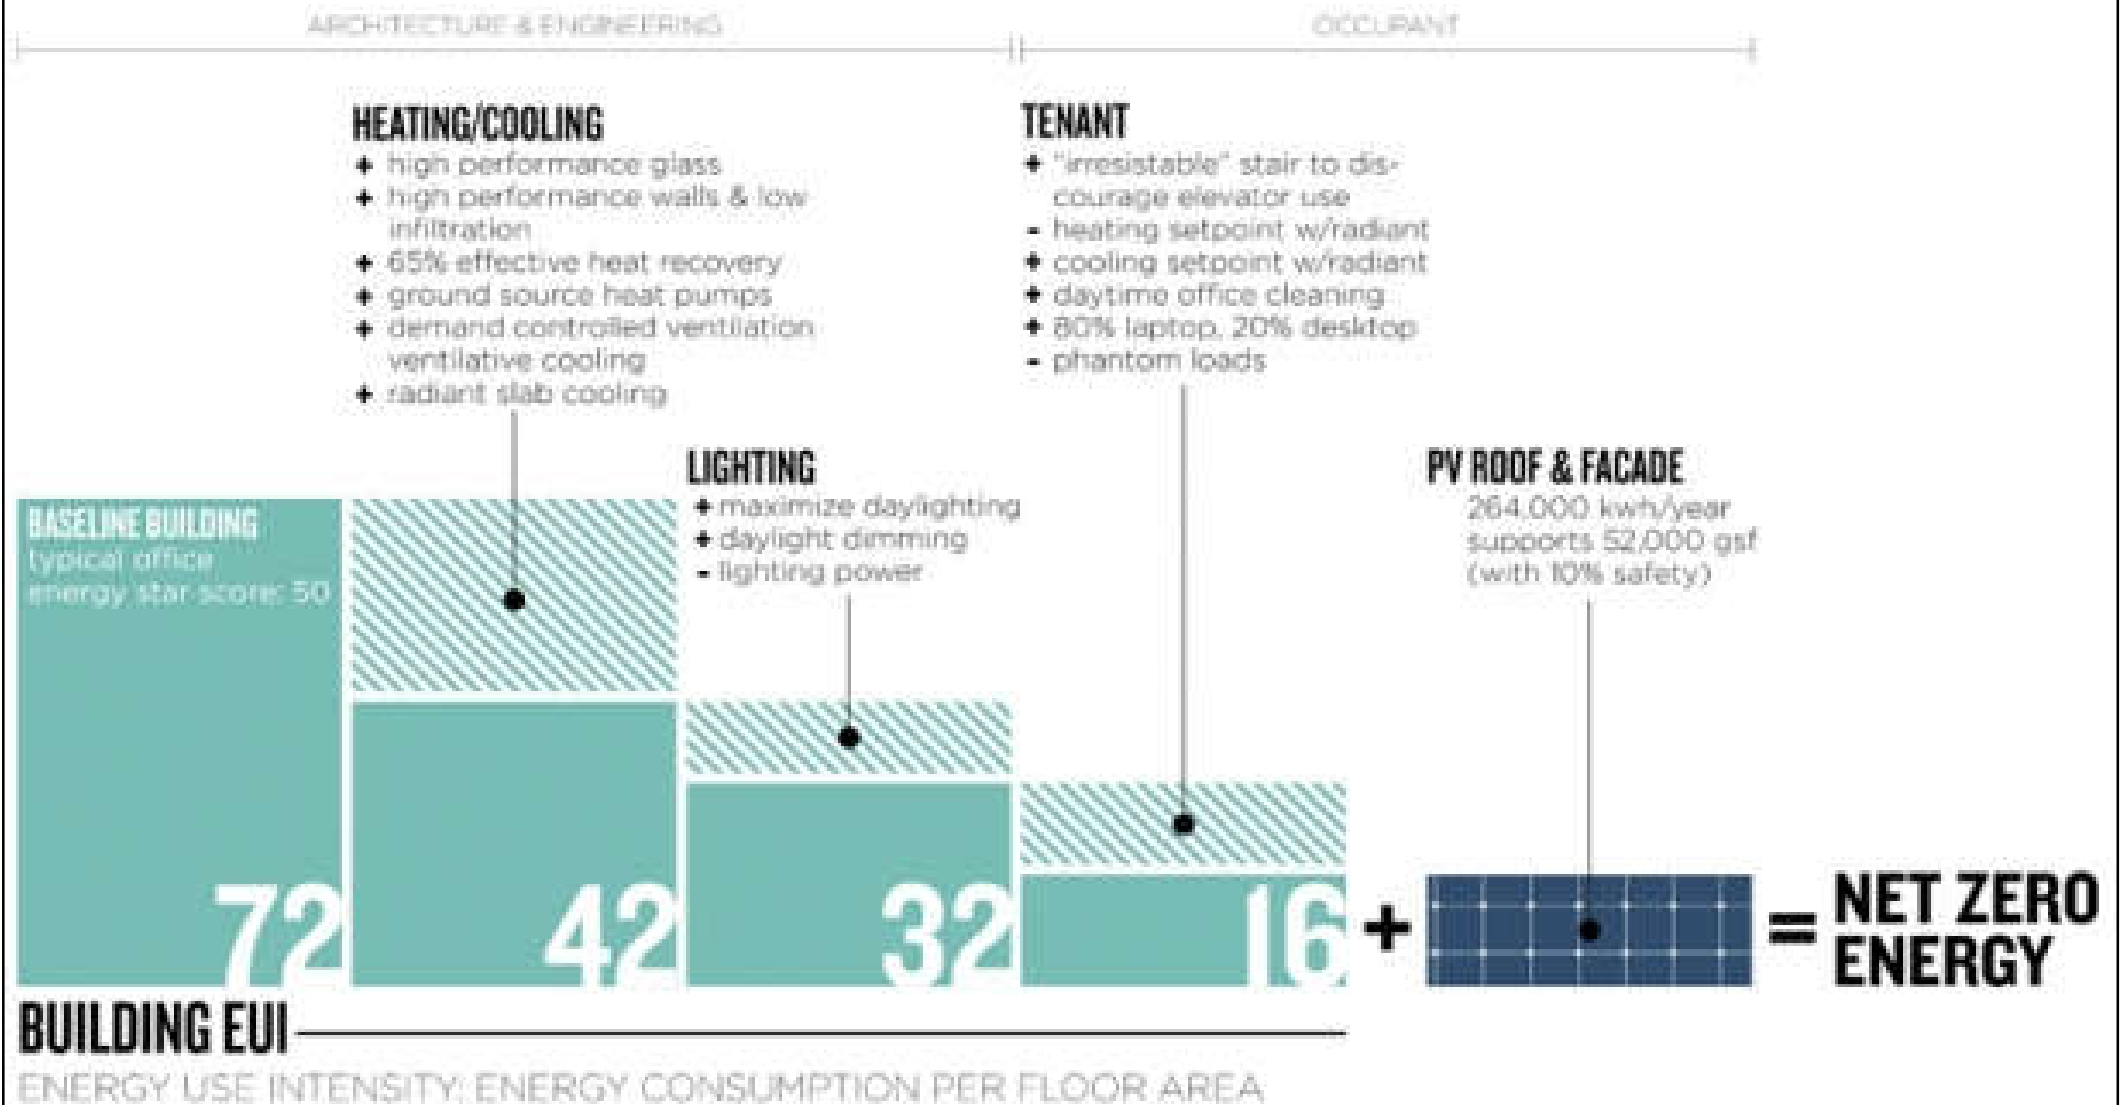 ARCHITECTURE & ENGINEERING
OCCUPANT
HEATING/COOLING
+ high performance glass
+ high performance walls & low
infiltration
+ 65% effective heat recovery
+ ground source heat pumps
+ demand controlled ventilation
ventilative cooling
+ radiant slab cooling
TENANT
+ "irresistable" stair to dis-
courage elevator use
- heating setpoint w/radiant
+ cooling setpoint w/radiant
+ daytime office cleaning
+ 80% laptop, 20% desktop
- phantom loads
LIGHTING
+ maximize daylighting
+ daylight dimming
- lighting power
PV ROOF & FACADE
264,000 kwh/year
supports 52,000 gsf
(with 10% safety)
BASELINE BUILDING
typical office
energy star score: 50
72
42
32
16
+
=
NET ZERO
ENERGY
BUILDING EUI
ENERGY USE INTENSITY: ENERGY CONSUMPTION PER FLOOR AREA